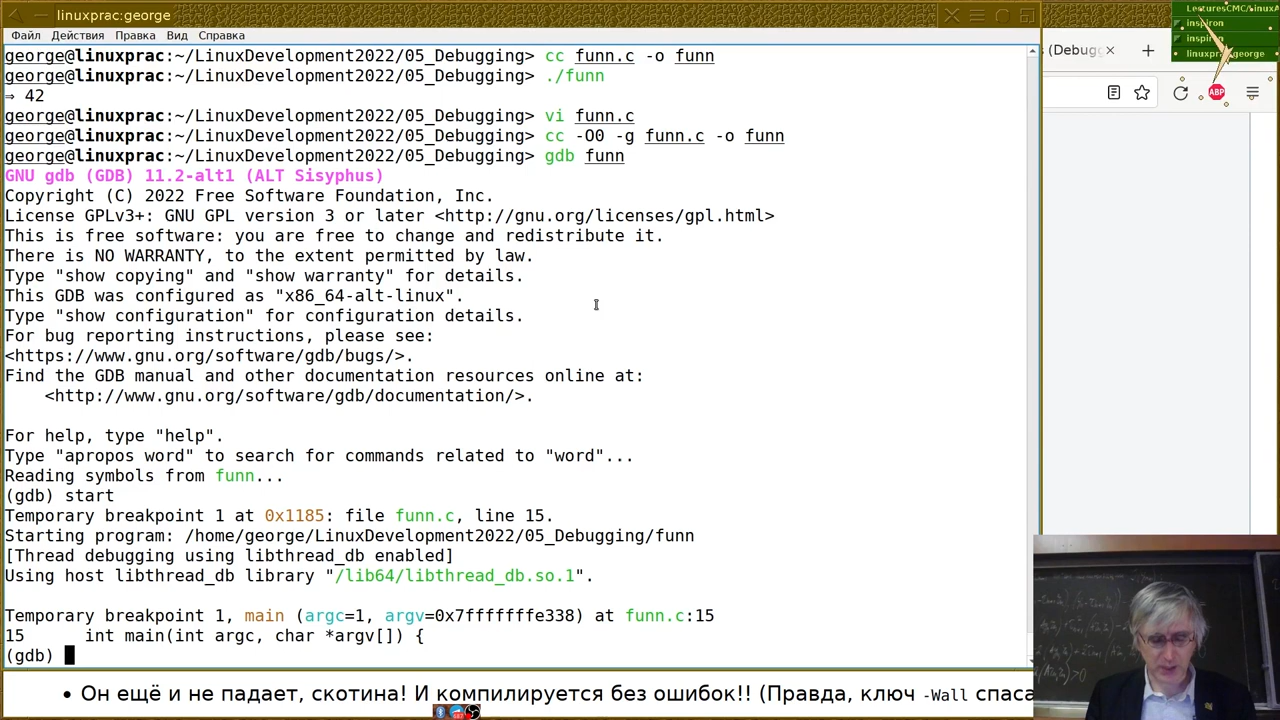 linuxprac:george
Файл Действия Правка Вид Справка
george@linuxprac:~/LinuxDevelopment2022/05_Debugging> cc funn.c -o funn
george@linuxprac:~/LinuxDevelopment2022/05_Debugging> ./funn
⇒ 42
george@linuxprac:~/LinuxDevelopment2022/05_Debugging> vi funn.c
george@linuxprac:~/LinuxDevelopment2022/05_Debugging> cc -O0 -g funn.c -o funn
george@linuxprac:~/LinuxDevelopment2022/05_Debugging> gdb funn
GNU gdb (GDB) 11.2-alt1 (ALT Sisyphus)
Copyright (C) 2022 Free Software Foundation, Inc.
License GPLv3+: GNU GPL version 3 or later <http://gnu.org/licenses/gpl.html>
This is free software: you are free to change and redistribute it.
There is NO WARRANTY, to the extent permitted by law.
Type "show copying" and "show warranty" for details.
This GDB was configured as "x86_64-alt-linux".
Type "show configuration" for configuration details.
For bug reporting instructions, please see:
<https://www.gnu.org/software/gdb/bugs/>.
Find the GDB manual and other documentation resources online at:
    <http://www.gnu.org/software/gdb/documentation/>.
For help, type "help".
Type "apropos word" to search for commands related to "word"...
Reading symbols from funn...
(gdb) start
Temporary breakpoint 1 at 0x1185: file funn.c, line 15.
Starting program: /home/george/LinuxDevelopment2022/05_Debugging/funn
[Thread debugging using libthread_db enabled]
Using host libthread_db library "/lib64/libthread_db.so.1".
Temporary breakpoint 1, main (argc=1, argv=0x7fffffffe338) at funn.c:15
15      int main(int argc, char *argv[]) {
(gdb)
• Он ещё и не падает, скотина! И компилируется без ошибок!! (Правда, ключ -Wall спаса
LecturesCMC/LinuxA
inspiron
inspiron
linuxprac:george
s (Debug
ABP